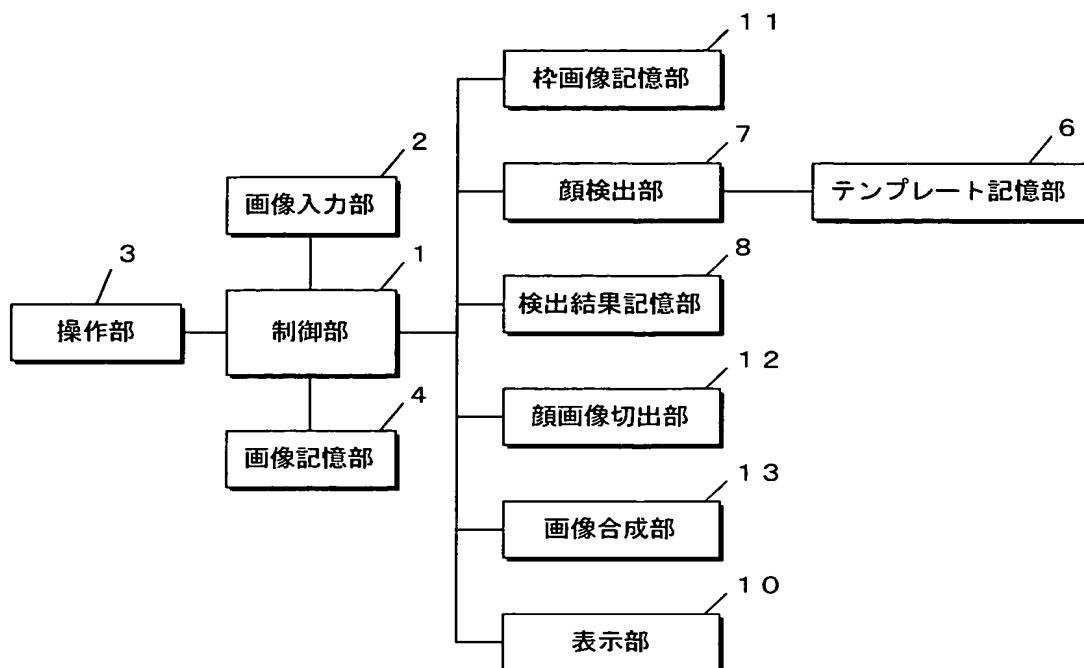 11
枠画像記憶部
7
顔検出部
6
テンプレート記憶部
2
画像入力部
3
操作部
1
制御部
8
検出結果記憶部
4
画像記憶部
12
顔画像切出部
13
画像合成部
10
表示部